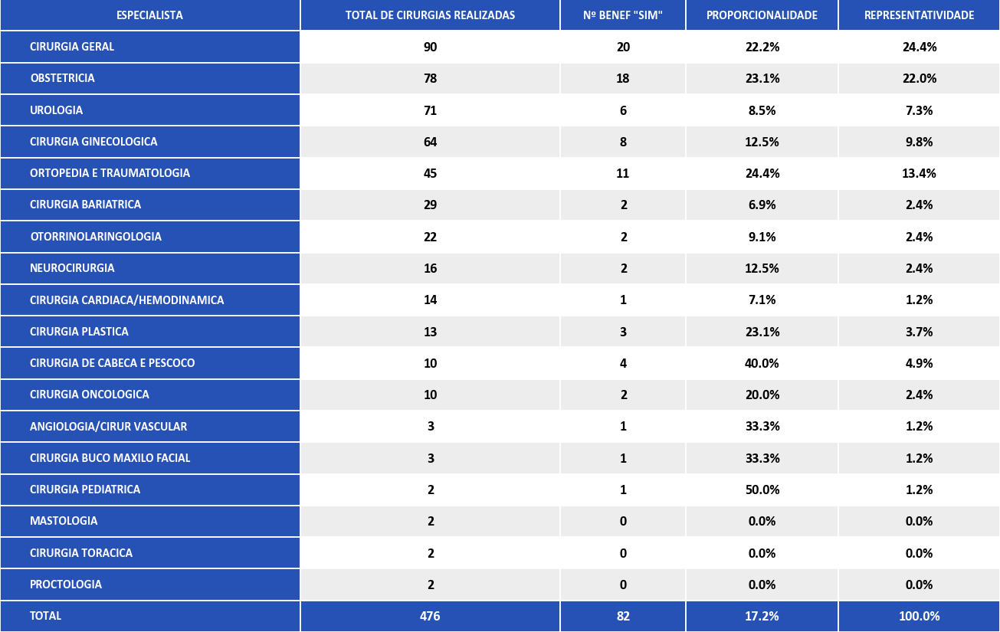 ESPECIALISTA TOTAL DE CIRURGIAS REALIZADAS Nº BENEF "SIM" PROPORCIONALIDADE REPRESENTATIVIDADE
CIRURGIA GERAL 90 20 22.2% 24.4%
OBSTETRICIA 78 18 23.1% 22.0%
UROLOGIA 71 6 8.5% 7.3%
CIRURGIA GINECOLOGICA 64 8 12.5% 9.8%
ORTOPEDIA E TRAUMATOLOGIA 45 11 24.4% 13.4%
CIRURGIA BARIATRICA 29 2 6.9% 2.4%
OTORRINOLARINGOLOGIA 22 2 9.1% 2.4%
NEUROCIRURGIA 16 2 12.5% 2.4%
CIRURGIA CARDIACA/HEMODINAMICA 14 1 7.1% 1.2%
CIRURGIA PLASTICA 13 3 23.1% 3.7%
CIRURGIA DE CABECA E PESCOCO 10 4 40.0% 4.9%
CIRURGIA ONCOLOGICA 10 2 20.0% 2.4%
ANGIOLOGIA/CIRUR VASCULAR 3 1 33.3% 1.2%
CIRURGIA BUCO MAXILO FACIAL 3 1 33.3% 1.2%
CIRURGIA PEDIATRICA 2 1 50.0% 1.2%
MASTOLOGIA 2 0 0.0% 0.0%
CIRURGIA TORACICA 2 0 0.0% 0.0%
PROCTOLOGIA 2 0 0.0% 0.0%
TOTAL 476 82 17.2% 100.0%